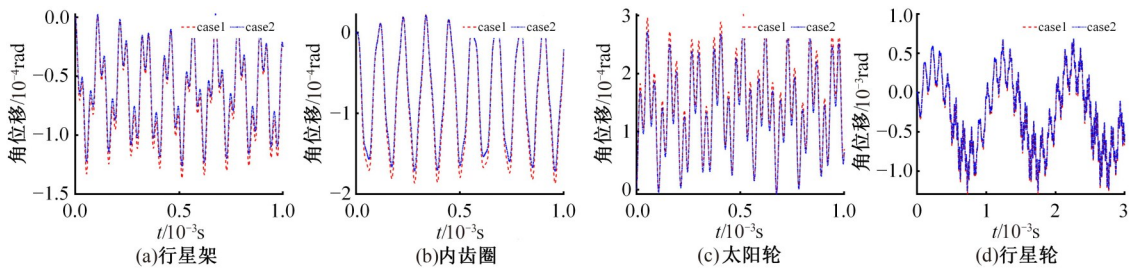 0.0
−0.5
−1.0
−1.5
角位移/10⁻⁴rad
case1 case2
0.0 0.5 1.0
t/10⁻³s
(a)行星架
0
−1
−2
角位移/10⁻⁴rad
case1 case2
0.0 0.5 1.0
t/10⁻³s
(b)内齿圈
3
2
1
0
角位移/10⁻⁴rad
case1 case2
0.0 0.5 1.0
t/10⁻³s
(c)太阳轮
1.0
0.5
0.0
−0.5
−1.0
角位移/10⁻³rad
case1 case2
0 1 2 3
t/10⁻³s
(d)行星轮